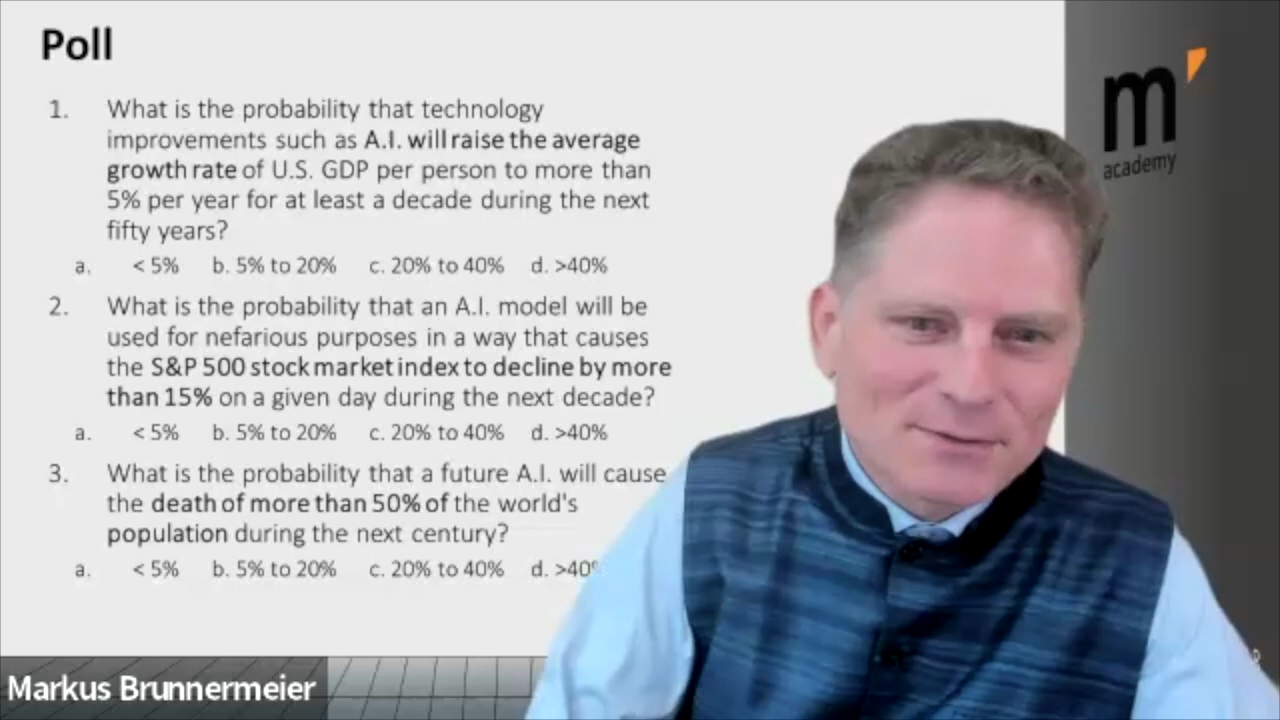 Poll
1. What is the probability that technology
improvements such as A.I. will raise the average
growth rate of U.S. GDP per person to more than
5% per year for at least a decade during the next
fifty years?
a. < 5% b. 5% to 20% c. 20% to 40% d. >40%
2. What is the probability that an A.I. model will be
used for nefarious purposes in a way that causes
the S&P 500 stock market index to decline by more
than 15% on a given day during the next decade?
a. < 5% b. 5% to 20% c. 20% to 40% d. >40%
3. What is the probability that a future A.I. will cause
the death of more than 50% of the world's
population during the next century?
a. < 5% b. 5% to 20% c. 20% to 40% d. >40%
m'
academy
Markus Brunnermeier